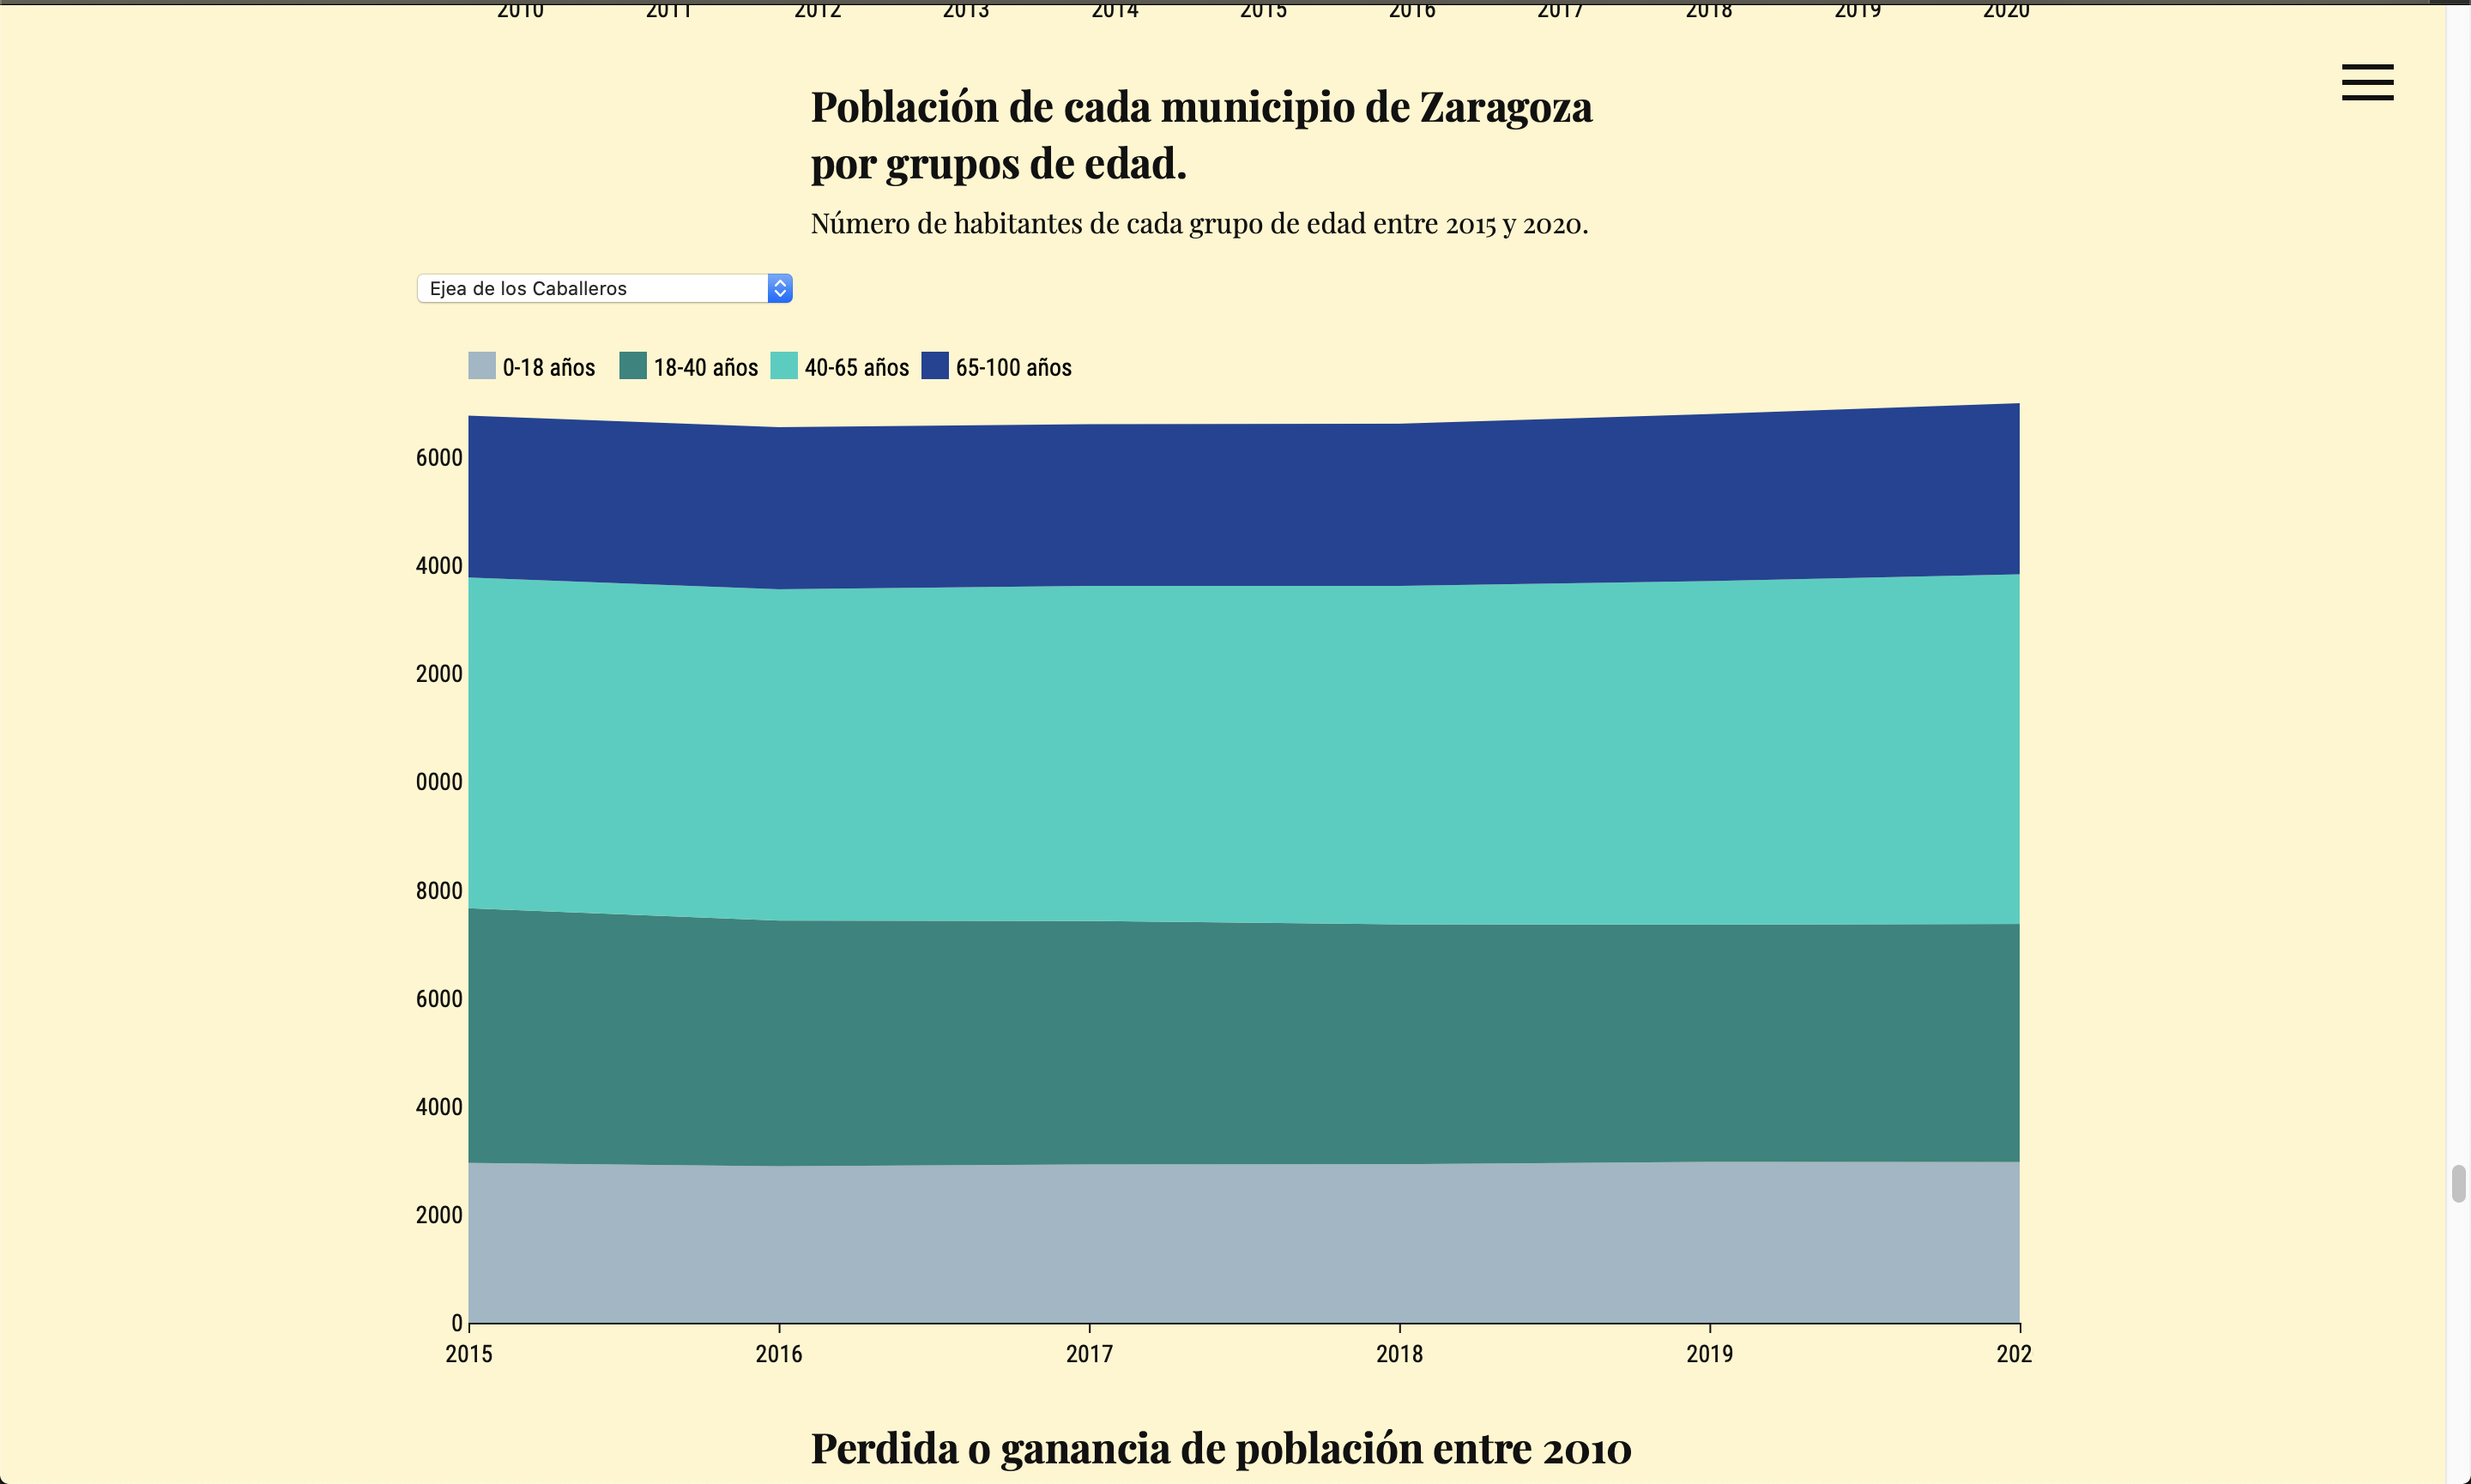 2010 2011 2012 2013 2014 2015 2016 2017 2018 2019 2020
Población de cada municipio de Zaragoza
por grupos de edad.
Número de habitantes de cada grupo de edad entre 2015 y 2020.
Ejea de los Caballeros
0-18 años 18-40 años 40-65 años 65-100 años
6000
4000
2000
0000
8000
6000
4000
2000
0
2015 2016 2017 2018 2019 202
Perdida o ganancia de población entre 2010